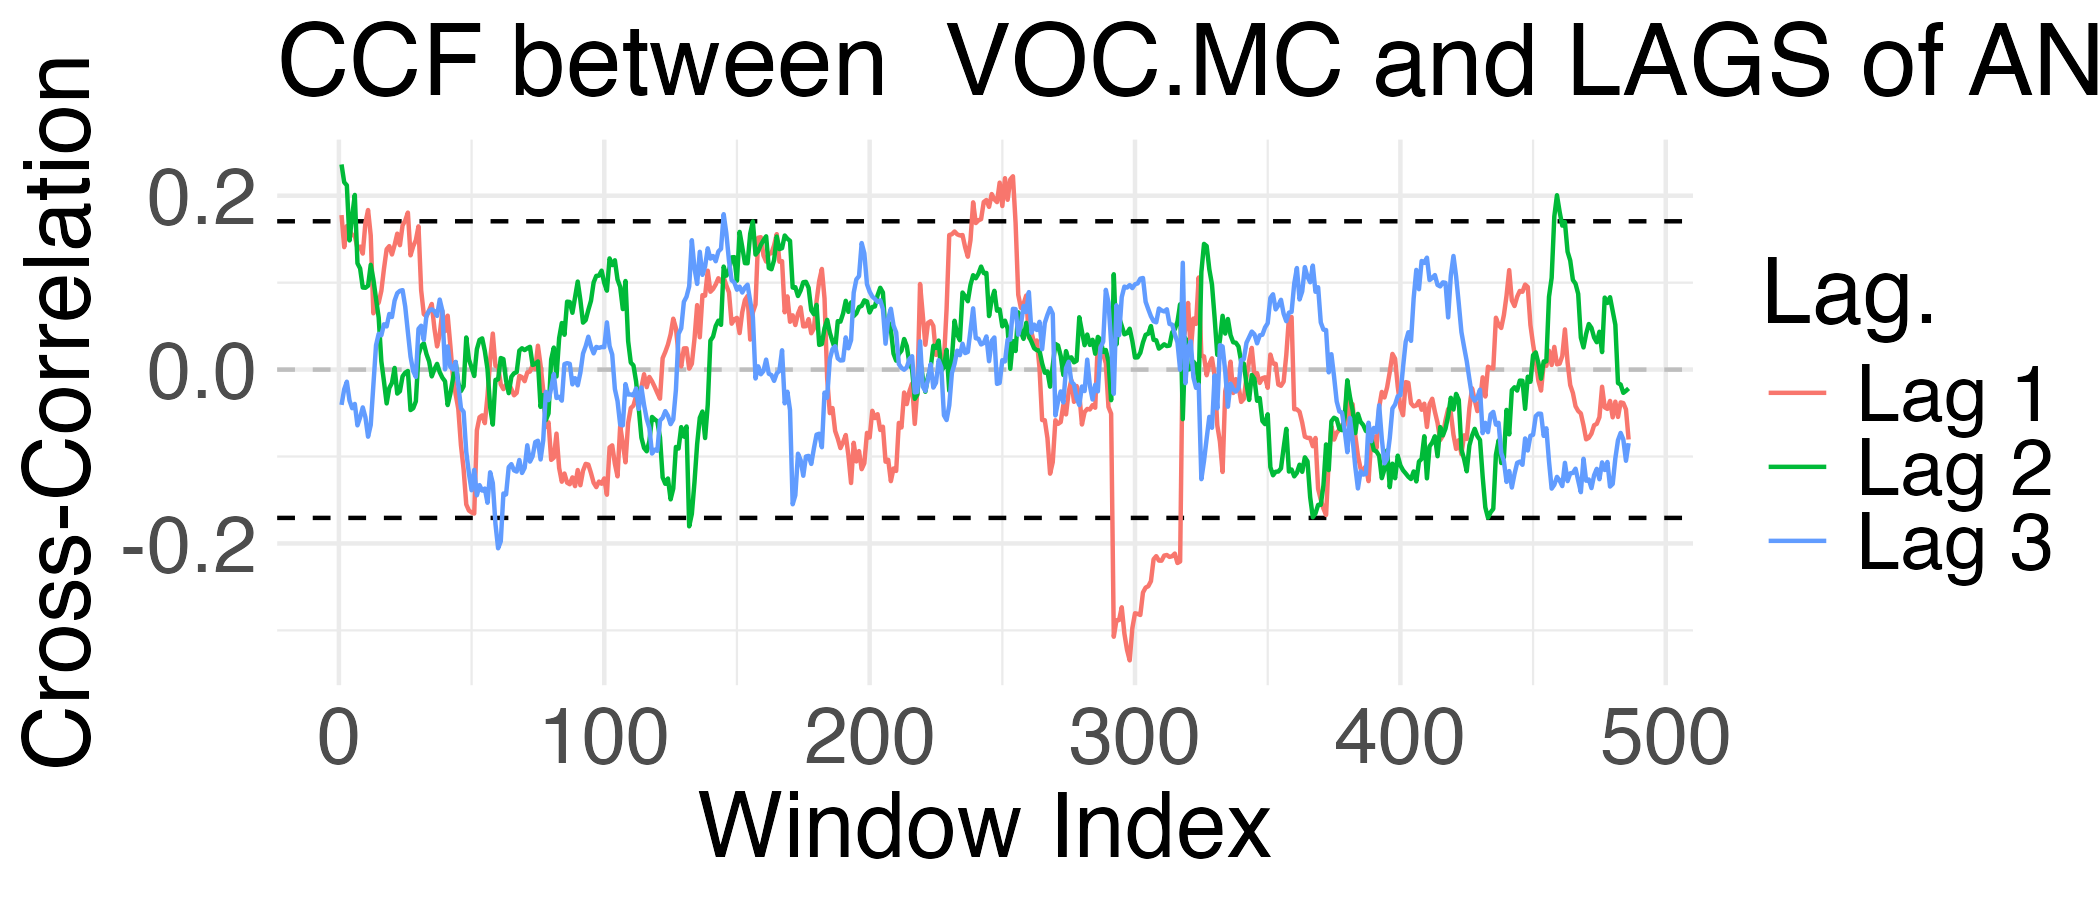 CCF between  VOC.MC and LAGS of AN
Cross-Correlation
0.2
0.0
-0.2
0 100 200 300 400 500
Window Index
Lag.
Lag 1
Lag 2
Lag 3